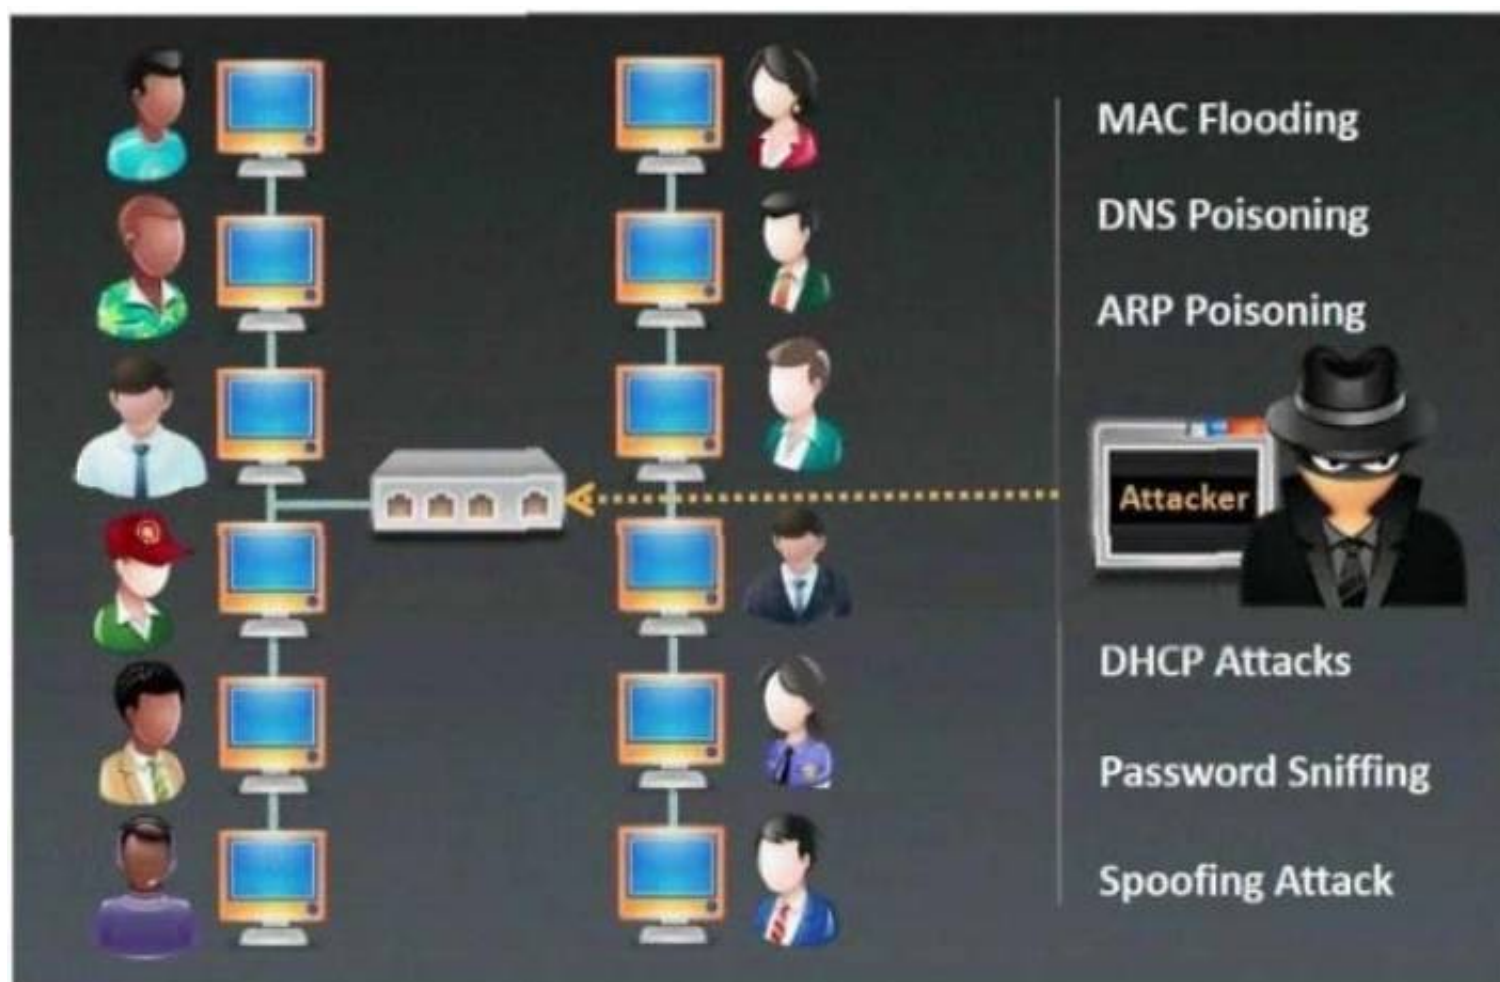 MAC Flooding
DNS Poisoning
ARP Poisoning
Attacker
DHCP Attacks
Password Sniffing
Spoofing Attack